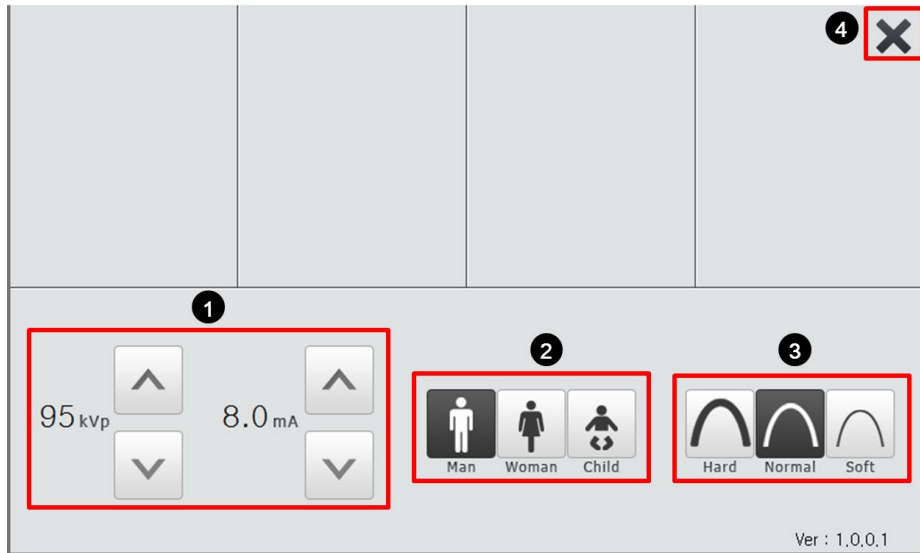 4
1
2
3
95 kVp
8.0 mA
Man Woman Child
Hard Normal Soft
Ver : 1.0.0.1